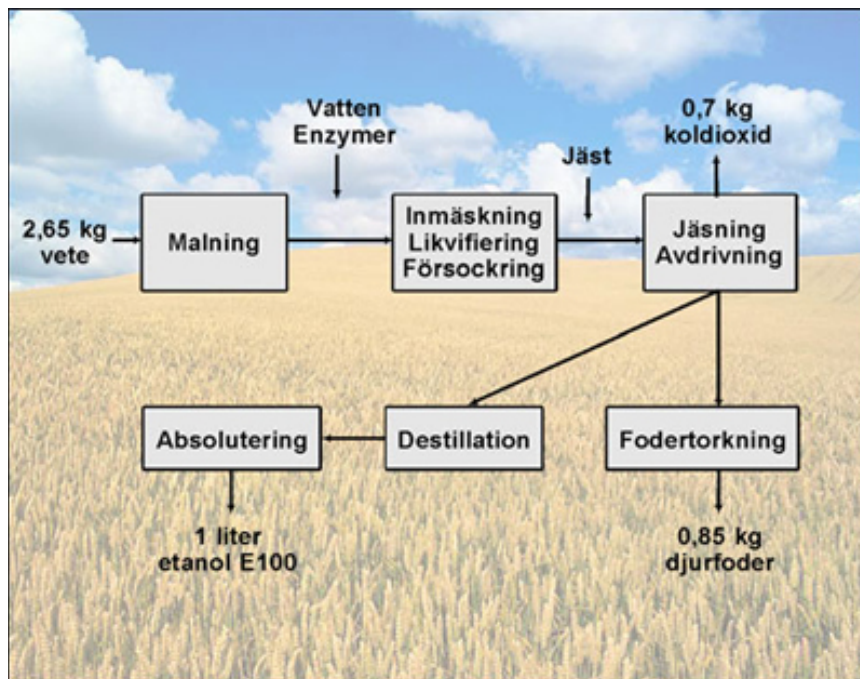 2,65 kg
vete
Malning
Vatten
Enzymer
Inmäskning
Likvifiering
Försockring
Jäst
Jäsning
Avdrivning
0,7 kg
koldioxid
Absolutering
Destillation
Fodertorkning
1 liter
etanol E100
0,85 kg
djurfoder